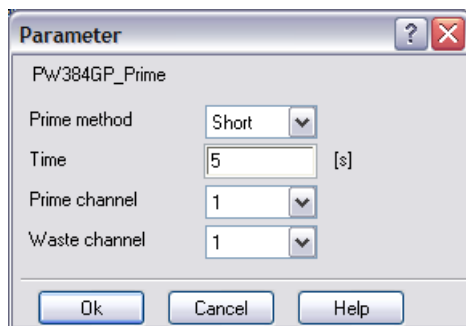 Parameter
PW384GP_Prime
Prime method Short
Time 5 [s]
Prime channel 1
Waste channel 1
Ok Cancel Help